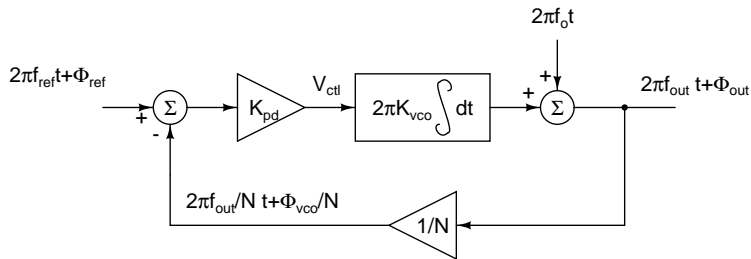 2πf_o t
2πf_ref t+Φ_ref
V_ctl
2πf_out t+Φ_out
+
+
Σ
K_pd
2πK_vco ∫ dt
+
Σ
-
2πf_out/N t+Φ_vco/N
1/N